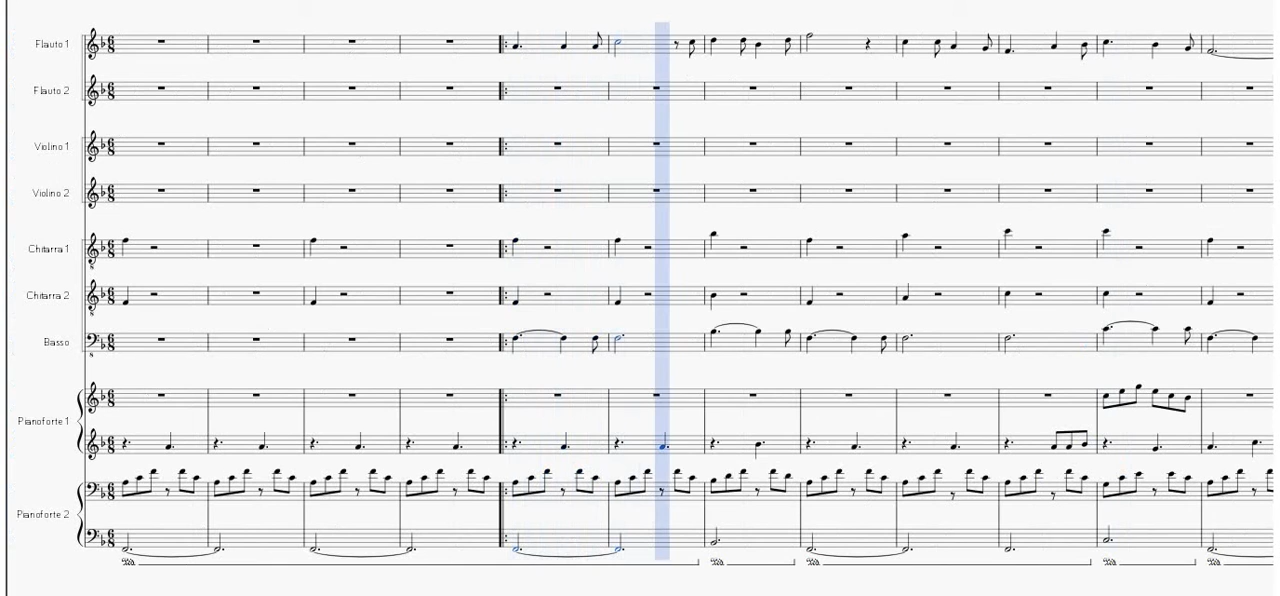 Flauto 1
Flauto 2
Violino 1
Violino 2
Chitarra 1
Chitarra 2
Basso
Pianoforte 1
Pianoforte 2